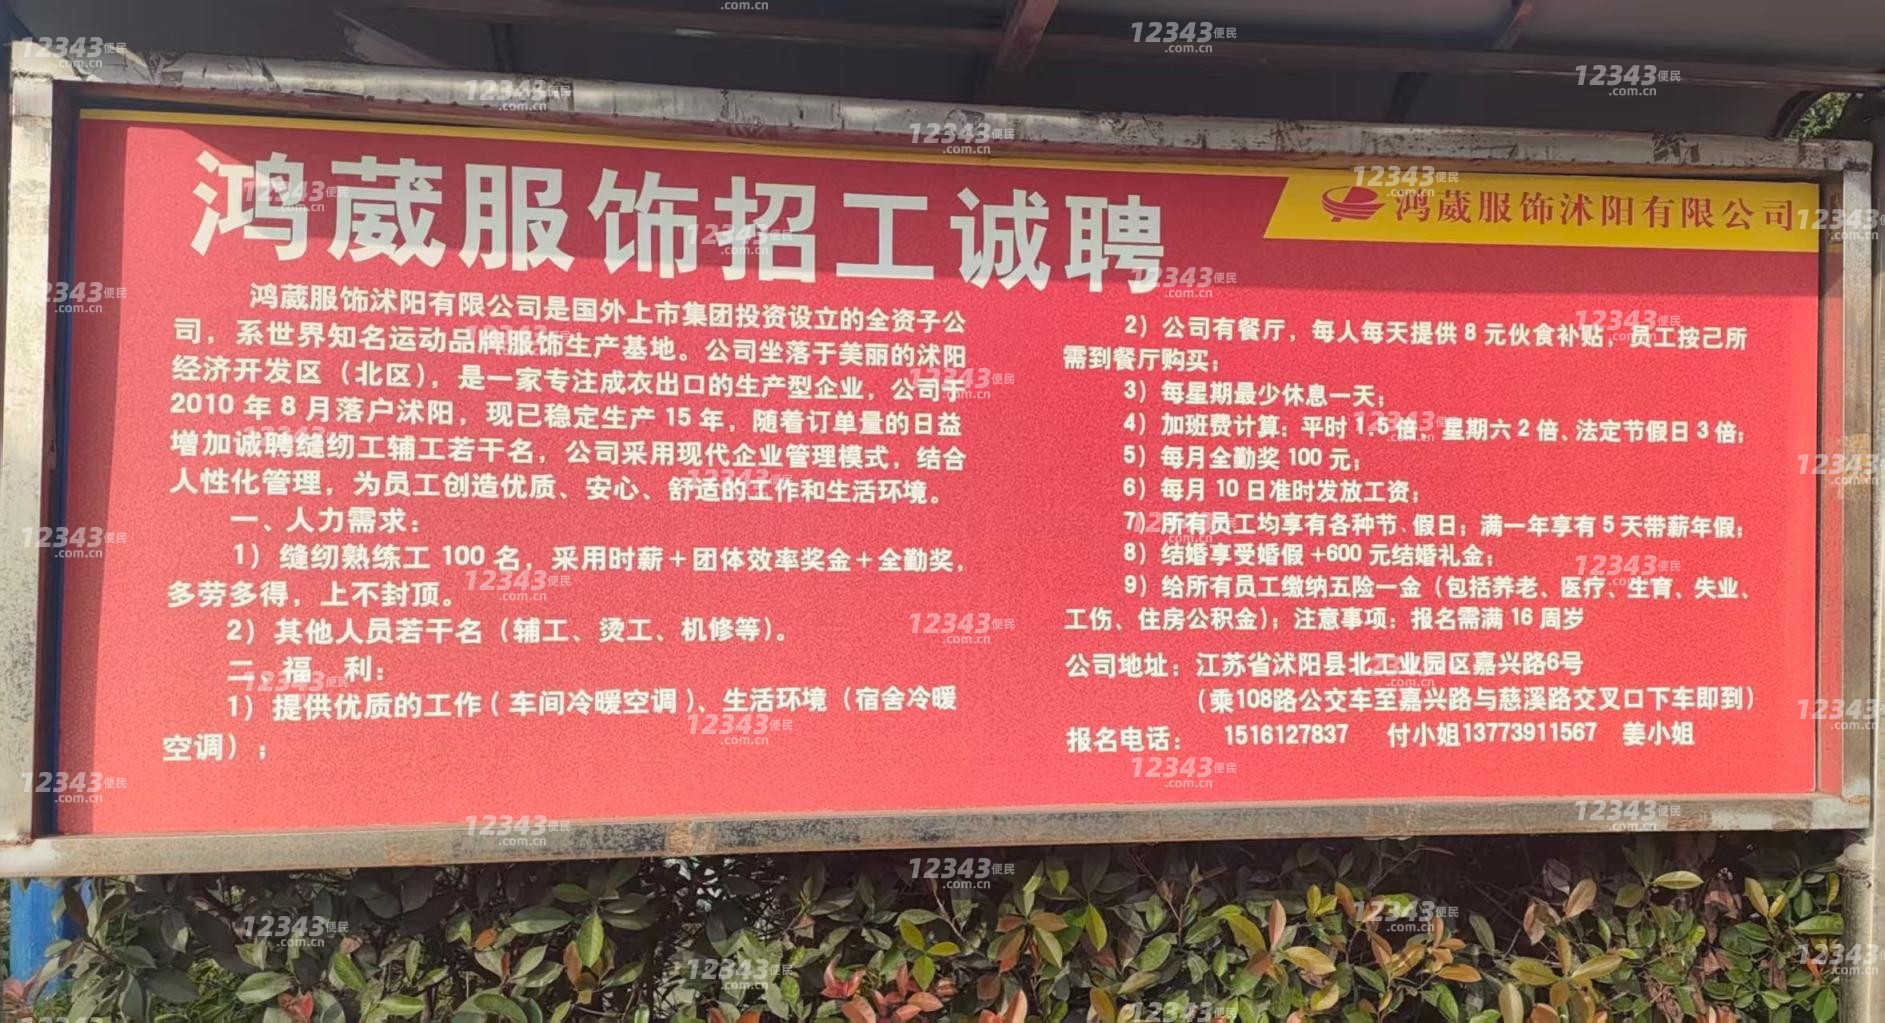 鸿葳服饰招工诚聘
鸿葳服饰沭阳有限公司
鸿葳服饰沭阳有限公司是国外上市集团投资设立的全资子公
司，系世界知名运动品牌服饰生产基地。公司坐落于美丽的沭阳
经济开发区（北区），是一家专注成衣出口的生产型企业，公司于
2010 年 8 月落户沭阳，现已稳定生产 15 年，随着订单量的日益
增加诚聘缝纫工辅工若干名，公司采用现代企业管理模式，结合
人性化管理，为员工创造优质、安心、舒适的工作和生活环境。
一、人力需求：
1）缝纫熟练工 100 名，采用时薪＋团体效率奖金＋全勤奖，
多劳多得，上不封顶。
2）其他人员若干名（辅工、烫工、机修等）。
二、福 利：
1）提供优质的工作（车间冷暖空调）、生活环境（宿舍冷暖
空调）；
2）公司有餐厅，每人每天提供 8 元伙食补贴，员工按己所
需到餐厅购买；
3）每星期最少休息一天；
4）加班费计算：平时 1.5 倍、星期六 2 倍、法定节假日 3 倍；
5）每月全勤奖 100 元；
6）每月 10 日准时发放工资；
7）所有员工均享有各种节、假日；满一年享有 5 天带薪年假；
8）结婚享受婚假 +600 元结婚礼金；
9）给所有员工缴纳五险一金（包括养老、医疗、生育、失业、
工伤、住房公积金）；注意事项：报名需满 16 周岁
公司地址：江苏省沭阳县北工业园区嘉兴路6号
（乘108路公交车至嘉兴路与慈溪路交叉口下车即到）
报名电话： 1516127837 付小姐13773911567 姜小姐
12343便民
.com.cn